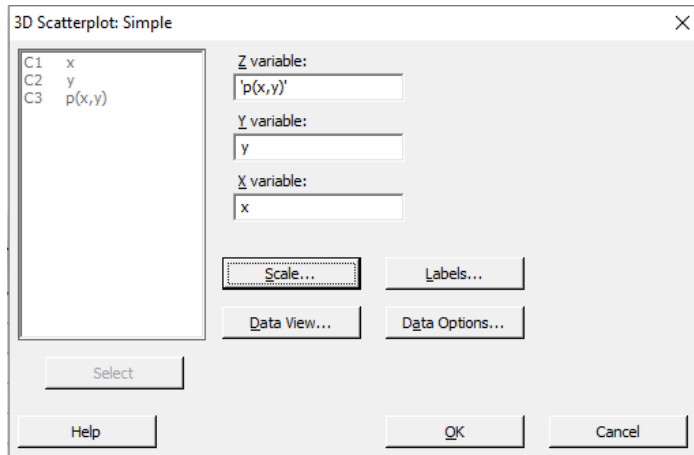 3D Scatterplot: Simple
C1 x
C2 y
C3 p(x,y)
Z variable:
'p(x,y)'
Y variable:
y
X variable:
x
Scale... Labels...
Data View... Data Options...
Select
Help OK Cancel